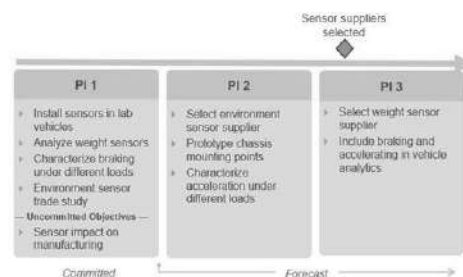 Sensor suppliers
selected
PI 1
Install sensors in lab
vehicles
Analyze weight sensors
Characterize braking
under different loads
Environment sensor
trade study
Uncommitted Objectives
Sensor impact on
manufacturing
PI 2
Select environment
sensor supplier
Prototype chassis
mounting points
Characterize
acceleration under
different loads
PI 3
Select weight sensor
supplier
Include braking and
accelerating in vehicle
analytics
Committed
Forecast